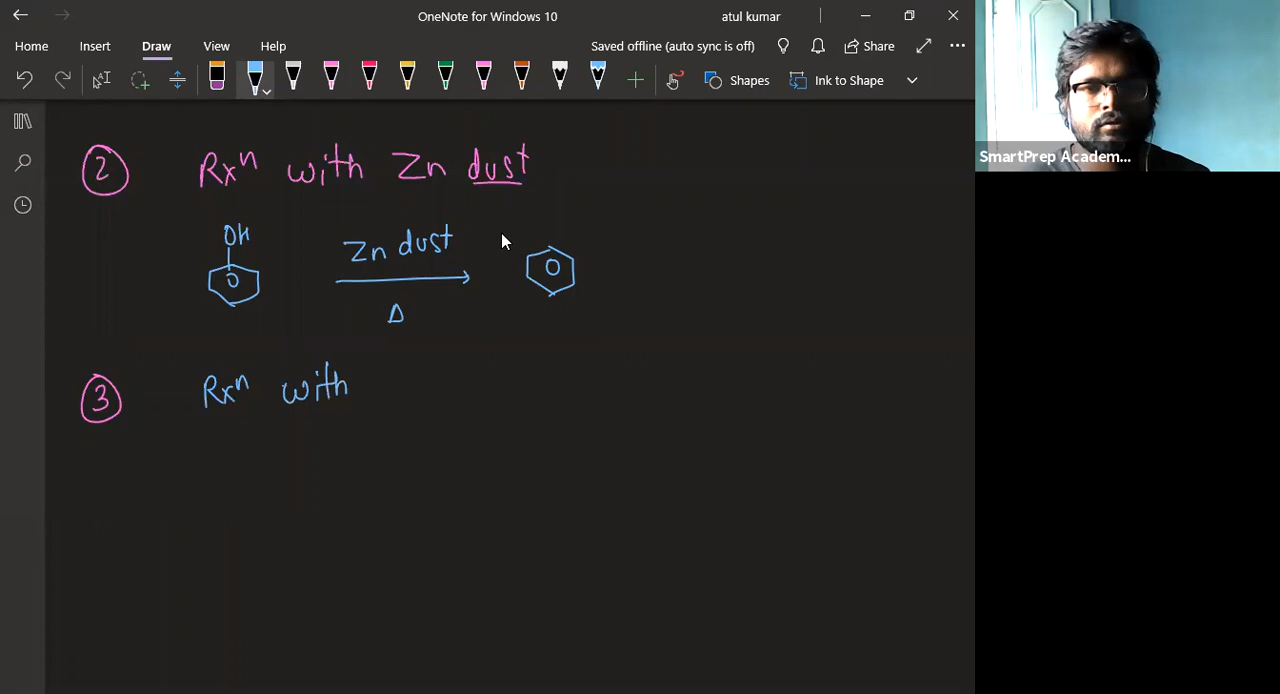 OneNote for Windows 10
atul kumar
Home Insert Draw View Help
Saved offline (auto sync is off)
Share
Shapes
Ink to Shape
SmartPrep Academ...
② Rxⁿ with Zn dust
OH
Zn dust
Δ
③ Rxⁿ with